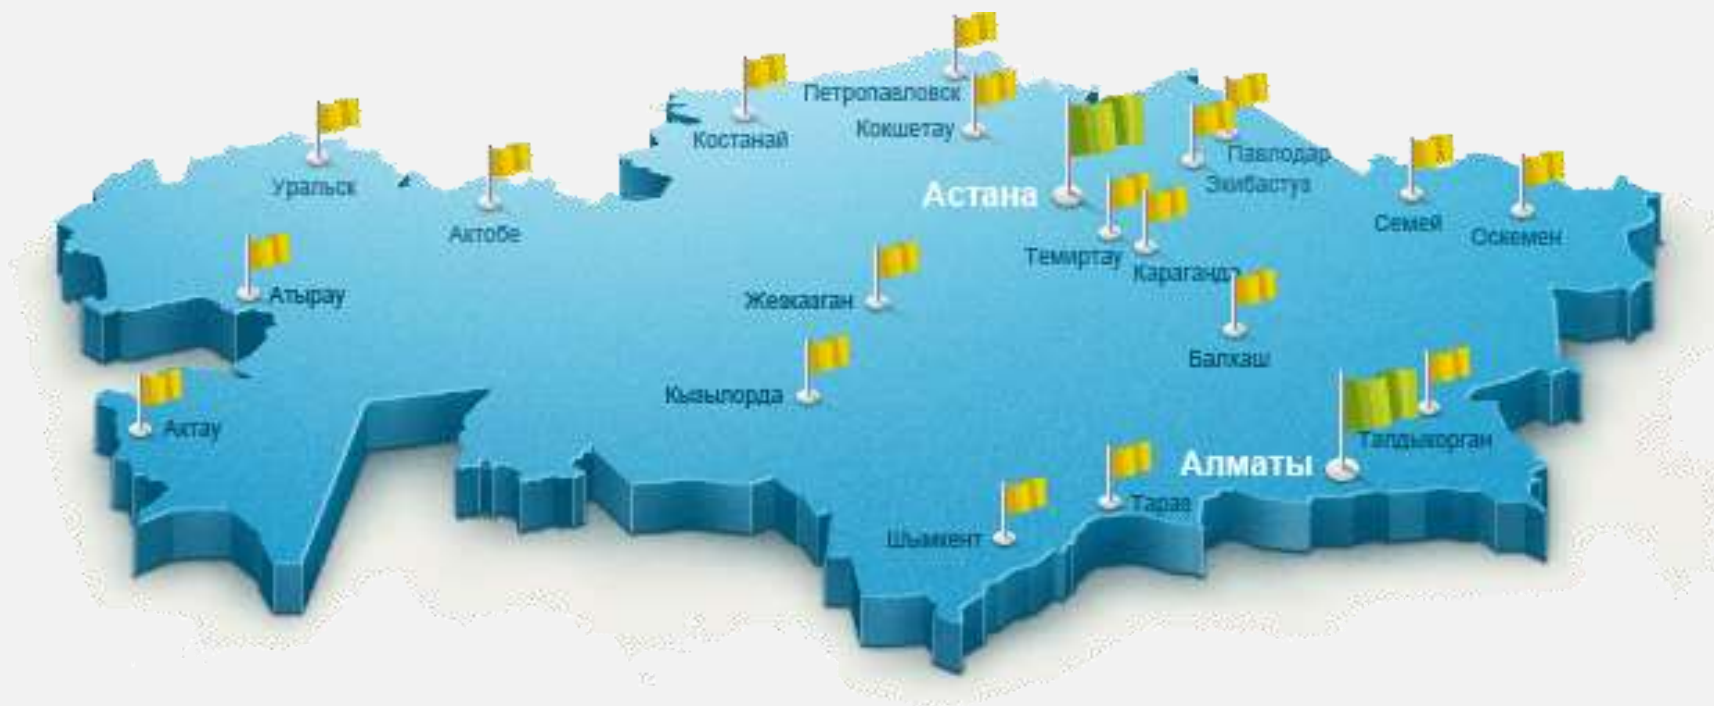 Петропавловск
Кокшетау
Костанай
Павлодар
Экибастуз
Уральск
Астана
Актобе
Семей
Оскемен
Темиртау
Караганда
Атырау
Жезказган
Балхаш
Кызылорда
Актау
Талдыкорган
Алматы
Тараз
Шымкент